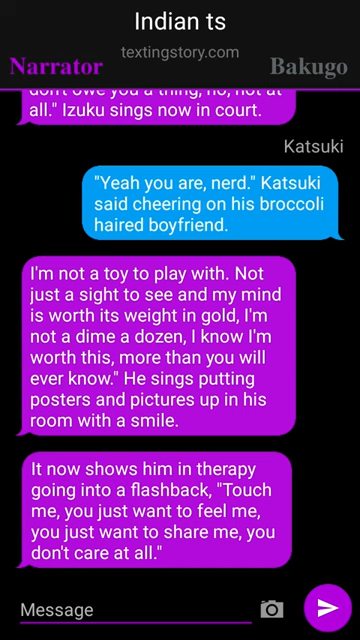 Indian ts
textingstory.com
Narrator
Bakugo
don't owe you a thing, no, not at
all." Izuku sings now in court.
Katsuki
"Yeah you are, nerd." Katsuki
said cheering on his broccoli
haired boyfriend.
I'm not a toy to play with. Not
just a sight to see and my mind
is worth its weight in gold, I'm
not a dime a dozen, I know I'm
worth this, more than you will
ever know." He sings putting
posters and pictures up in his
room with a smile.
It now shows him in therapy
going into a flashback, "Touch
me, you just want to feel me,
you just want to share me, you
don't care at all."
Message